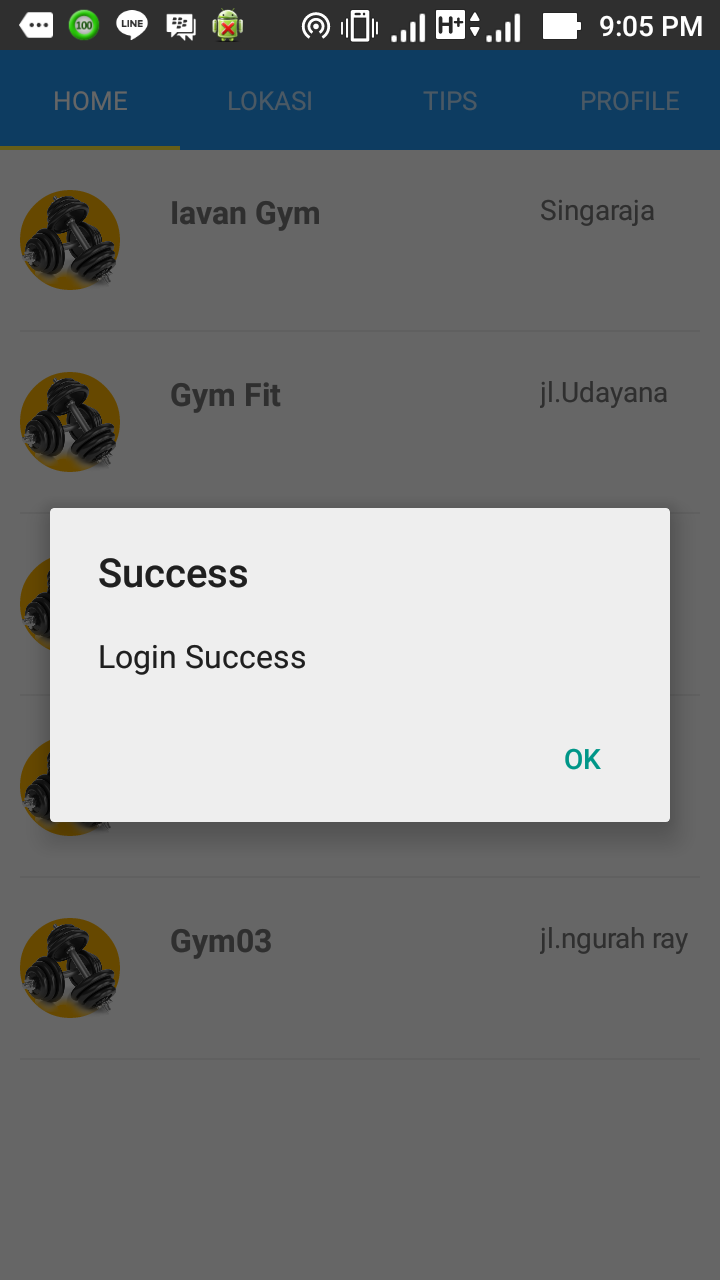 100
LINE
H+
9:05 PM
HOME
LOKASI
TIPS
PROFILE
Iavan Gym
Singaraja
Gym Fit
jl.Udayana
Success
Login Success
OK
Gym03
jl.ngurah ray